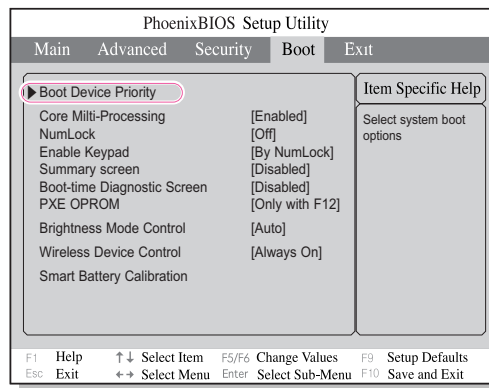 PhoenixBIOS Setup Utility
Main Advanced Security Boot Exit
Boot Device Priority
Core Milti-Processing [Enabled]
NumLock [Off]
Enable Keypad [By NumLock]
Summary screen [Disabled]
Boot-time Diagnostic Screen [Disabled]
PXE OPROM [Only with F12]
Brightness Mode Control [Auto]
Wireless Device Control [Always On]
Smart Battery Calibration
Item Specific Help
Select system boot
options
F1 Help ↑↓ Select Item F5/F6 Change Values F9 Setup Defaults
Esc Exit ←→ Select Menu Enter Select Sub-Menu F10 Save and Exit